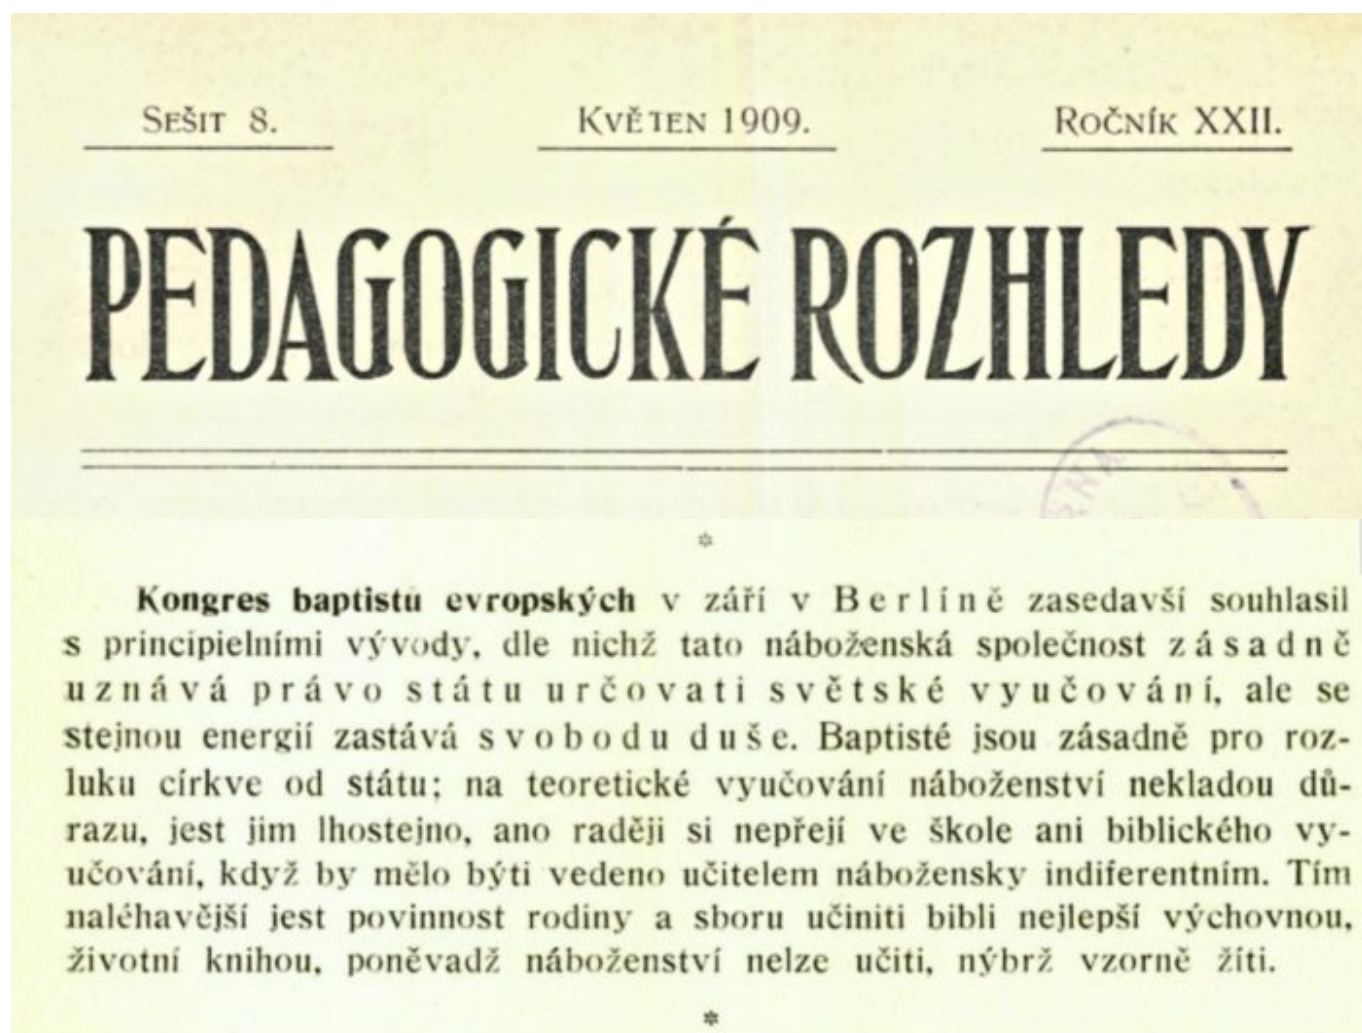 SEŠIT 8. KVĚTEN 1909. ROČNÍK XXII.
PEDAGOGICKÉ ROZHLEDY
*
Kongres baptistů evropských v září v Berlíně zasedavší souhlasil
s principielními vývody, dle nichž tato náboženská společnost zásadně
uznává právo státu určovati světské vyučování, ale se
stejnou energií zastává svobodu duše. Baptisté jsou zásadně pro roz-
luku církve od státu; na teoretické vyučování náboženství nekladou dů-
razu, jest jim lhostejno, ano raději si nepřejí ve škole ani biblického vy-
učování, když by mělo býti vedeno učitelem nábožensky indiferentním. Tím
naléhavější jest povinnost rodiny a sboru učiniti bibli nejlepší výchovnou,
životní knihou, poněvadž náboženství nelze učiti, nýbrž vzorně žíti.
*